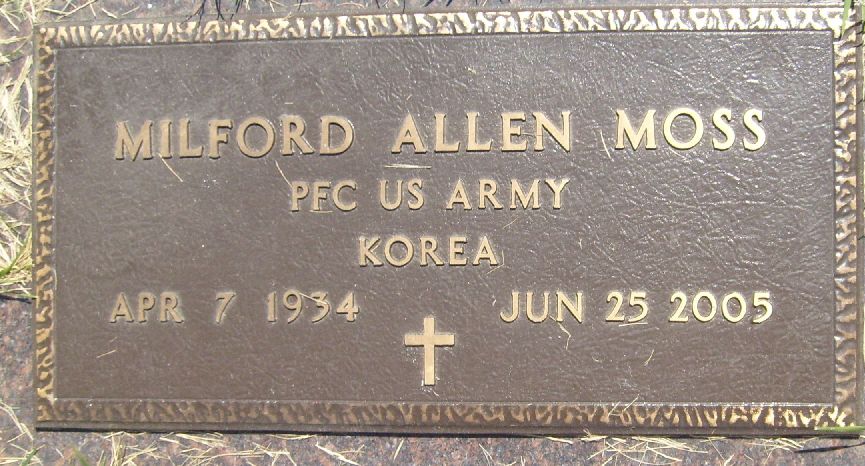 MILFORD ALLEN MOSS
PFC US ARMY
KOREA
APR 7 1934 JUN 25 2005